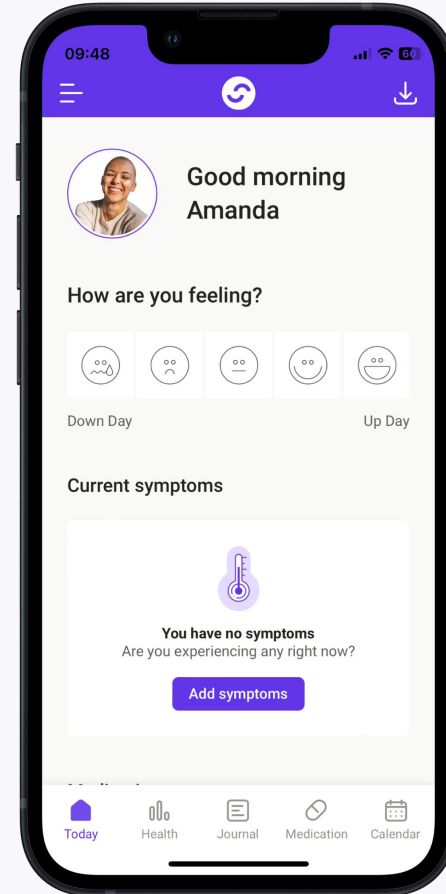 09:48
60
Good morning
Amanda
How are you feeling?
Down Day
Up Day
Current symptoms
You have no symptoms
Are you experiencing any right now?
Add symptoms
Today
Health
Journal
Medication
Calendar